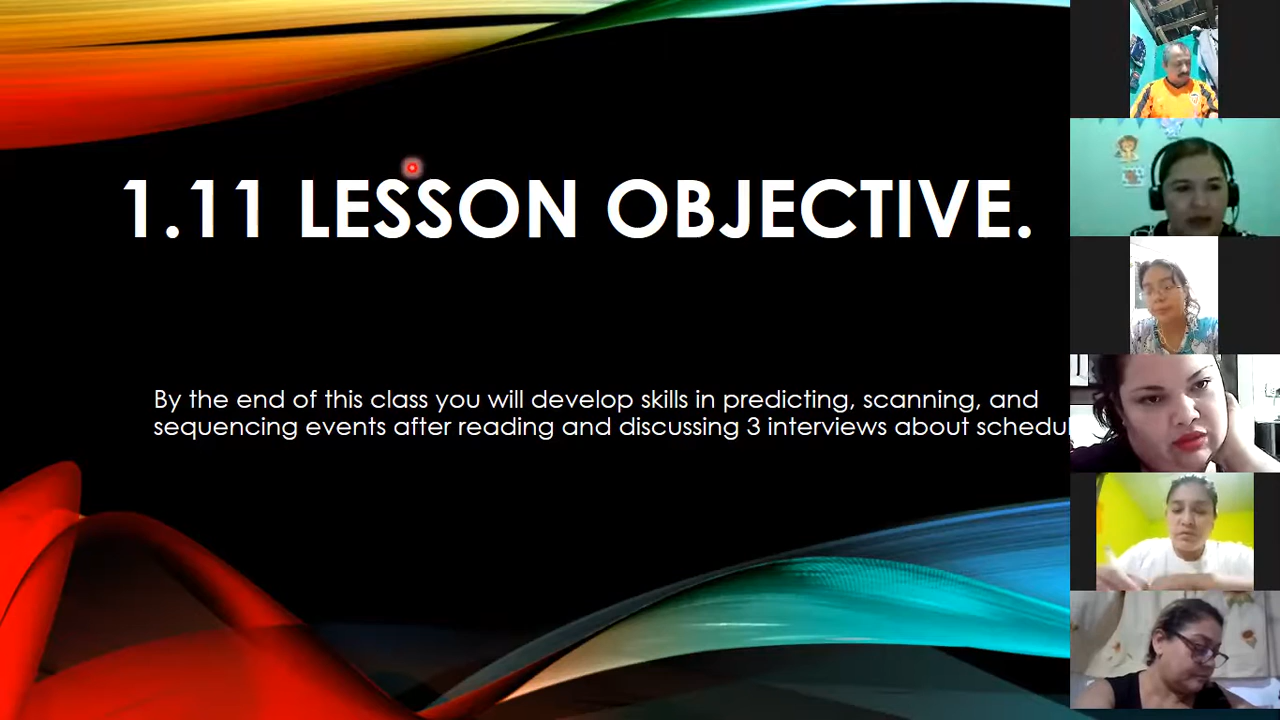 1.11 LESSON OBJECTIVE.
By the end of this class you will develop skills in predicting, scanning, and
sequencing events after reading and discussing 3 interviews about